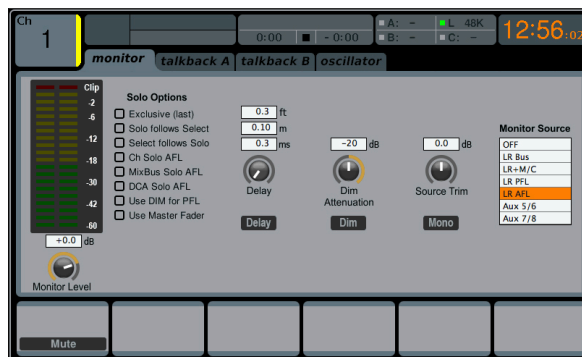 Ch
1
0:00 - 0:00
A: - L 48K
B: - C: -
12:56:02
monitor talkback A talkback B oscillator
Clip
-2
-6
-12
-18
-30
-42
-60
+0.0 dB
Monitor Level
Solo Options
Exclusive (last)
Solo follows Select
Select follows Solo
Ch Solo AFL
MixBus Solo AFL
DCA Solo AFL
Use DIM for PFL
Use Master Fader
0.3 ft
0.10 m
0.3 ms
Delay
Delay
-20 dB
Dim
Attenuation
Dim
0.0 dB
Source Trim
Mono
Monitor Source
OFF
LR Bus
LR+M/C
LR PFL
LR AFL
Aux 5/6
Aux 7/8
Mute